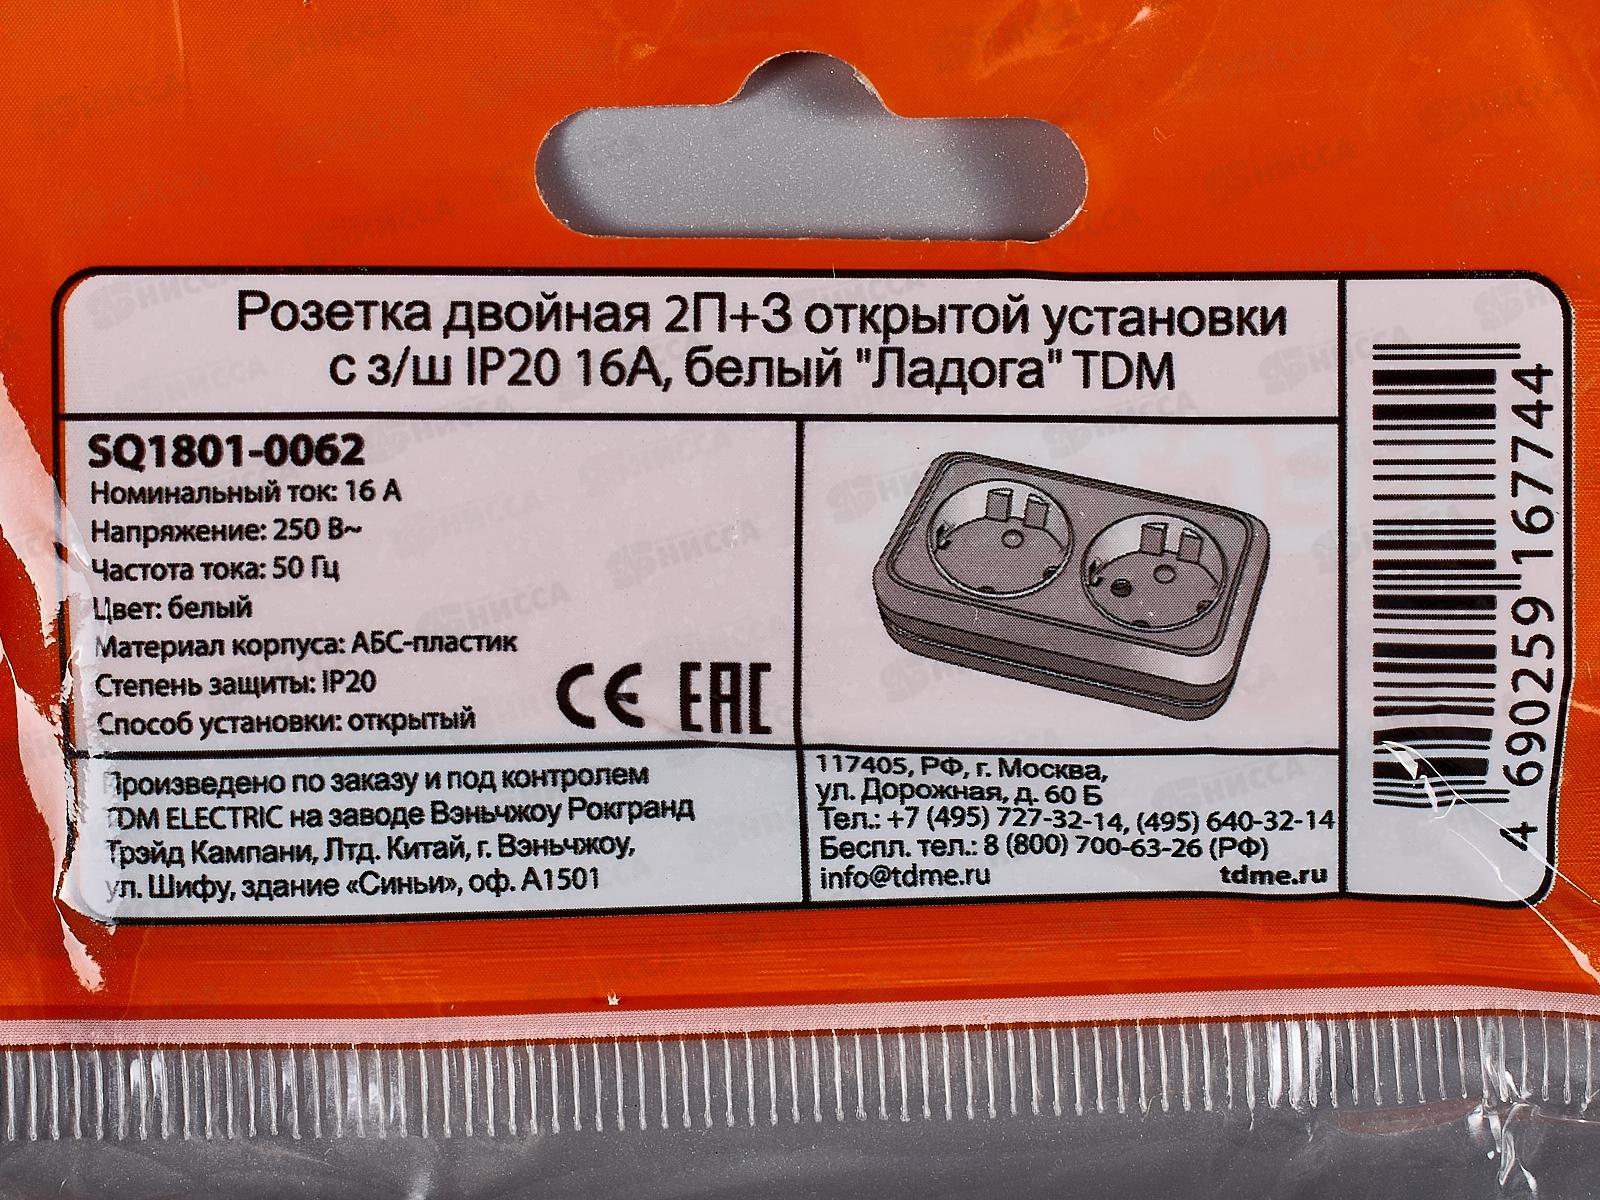 Розетка двойная 2П+З открытой установки
с з/ш IP20 16А, белый "Ладога" TDM
SQ1801-0062
Номинальный ток: 16 А
Напряжение: 250 В~
Частота тока: 50 Гц
Цвет: белый
Материал корпуса: АБС-пластик
Степень защиты: IP20
Способ установки: открытый
CE EAC
Произведено по заказу и под контролем
TDM ELECTRIC на заводе Вэньчжоу Рокгранд
Трэйд Кампани, Лтд. Китай, г. Вэньчжоу,
ул. Шифу, здание «Синьи», оф. А1501
117405, РФ, г. Москва,
ул. Дорожная, д. 60 Б
Тел.: +7 (495) 727-32-14, (495) 640-32-14
Беспл. тел.: 8 (800) 700-63-26 (РФ)
info@tdme.ru tdme.ru
4 690259 167744
НИССА